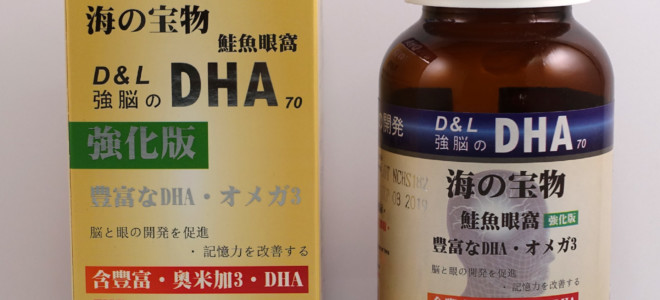 海の宝物
鮭魚眼窩
D&L
強脳の DHA 70
強化版
豊富なDHA・オメガ3
脳と眼の開発を促進
・記憶力を改善する
含豐富・奥米加3・DHA
開発
D&L
強脳の DHA 70
海の宝物
鮭魚眼窩 強化版
豊富なDHA・オメガ3
脳と眼の開発を促進
・記憶力を改善する